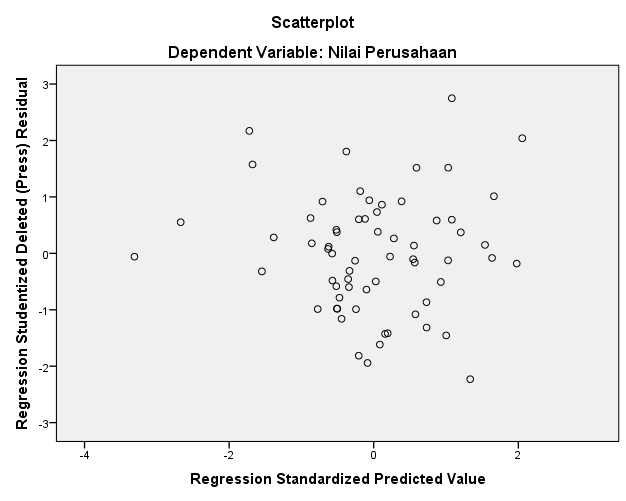 Scatterplot
Dependent Variable: Nilai Perusahaan
Regression Studentized Deleted (Press) Residual
3
2
1
0
-1
-2
-3
-4
-2
0
2
Regression Standardized Predicted Value